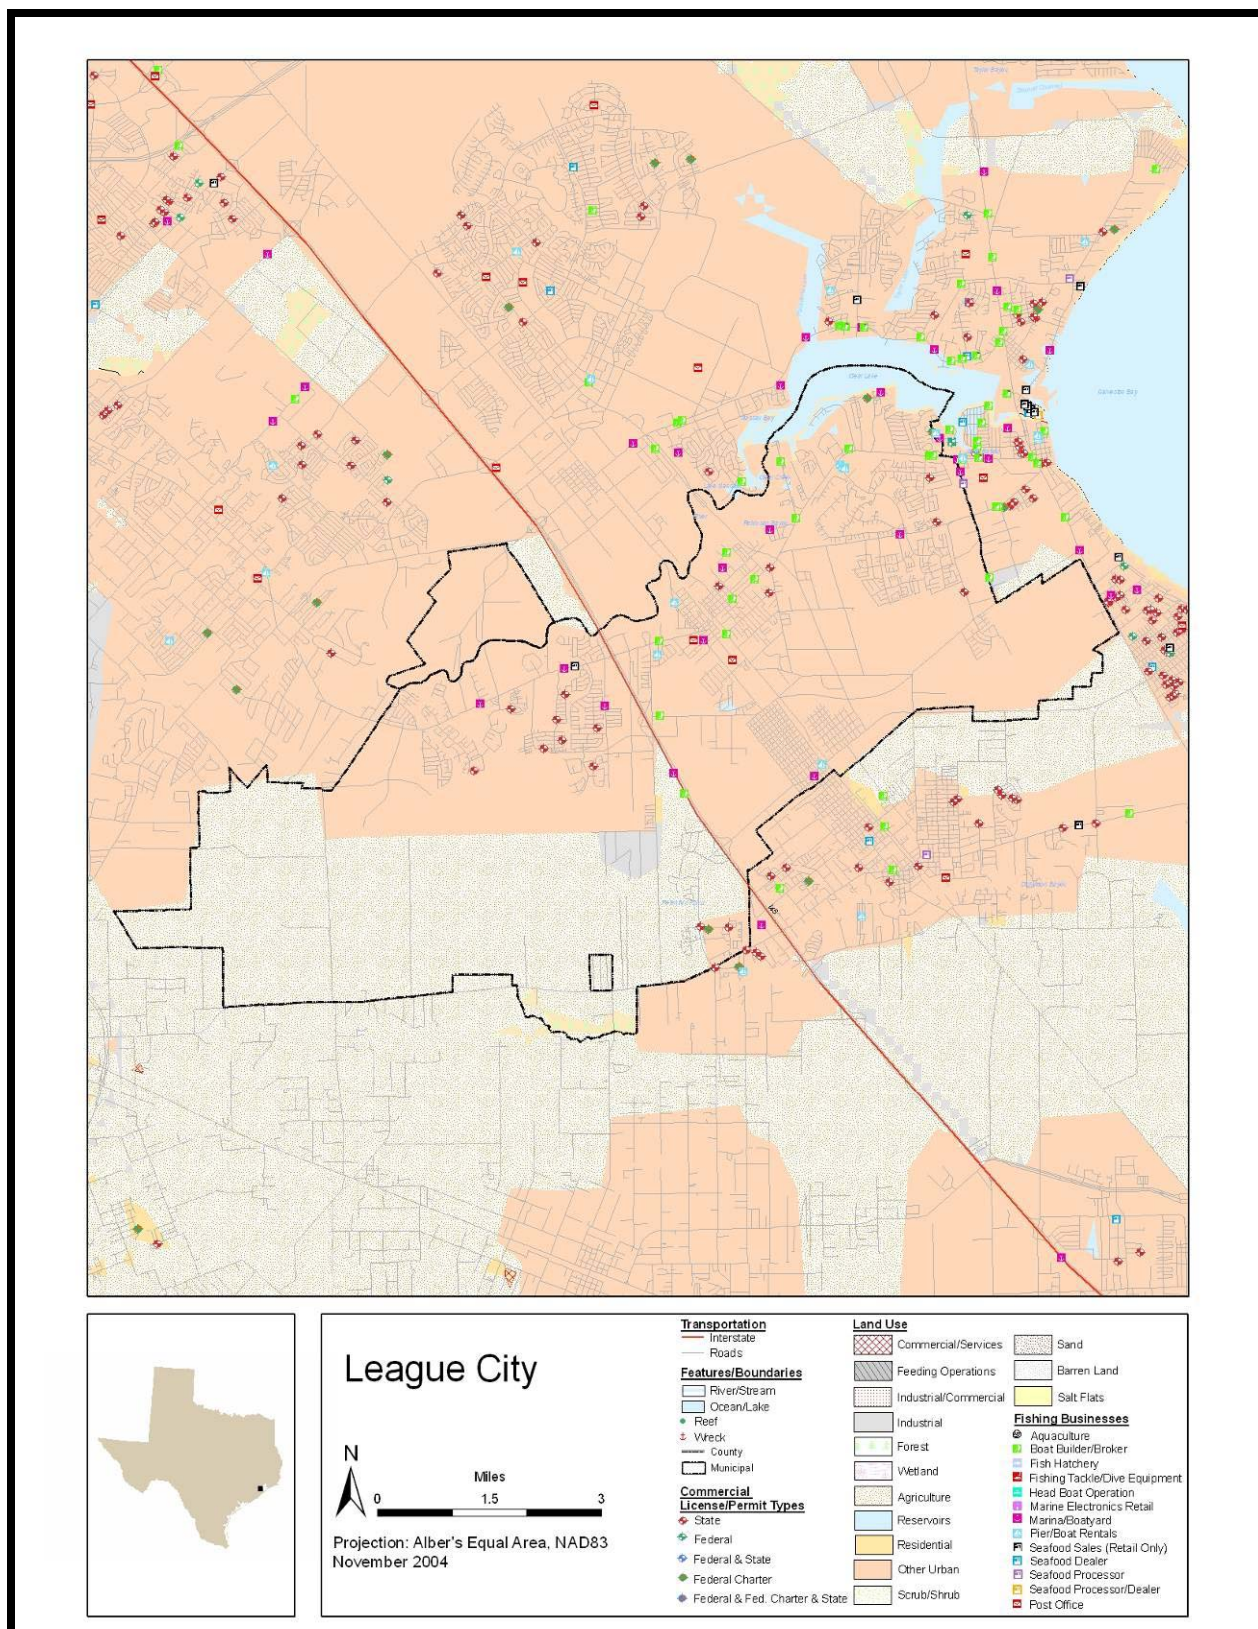 Clear Lake
Galveston Bay
45
League City
N
Miles
0 1.5 3
Projection: Alber's Equal Area, NAD83
November 2004
Transportation
Interstate
Roads
Features/Boundaries
River/Stream
Ocean/Lake
Reef
Wreck
County
Municipal
Commercial
License/Permit Types
State
Federal
Federal & State
Federal Charter
Federal & Fed. Charter & State
Land Use
Commercial/Services
Feeding Operations
Industrial/Commercial
Industrial
Forest
Wetland
Agriculture
Reservoirs
Residential
Other Urban
Scrub/Shrub
Sand
Barren Land
Salt Flats
Fishing Businesses
Aquaculture
Boat Builder/Broker
Fish Hatchery
Fishing Tackle/Dive Equipment
Head Boat Operation
Marine Electronics Retail
Marina/Boatyard
Pier/Boat Rentals
Seafood Sales (Retail Only)
Seafood Dealer
Seafood Processor
Seafood Processor/Dealer
Post Office